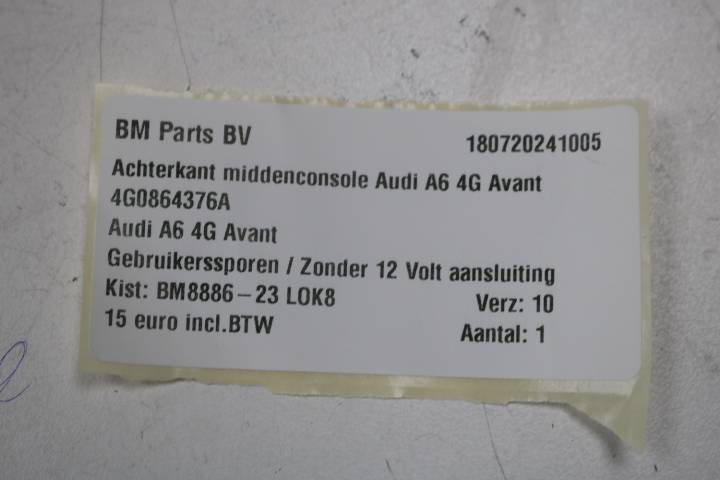 BM Parts BV 180720241005
Achterkant middenconsole Audi A6 4G Avant
4G0864376A
Audi A6 4G Avant
Gebruikerssporen / Zonder 12 Volt aansluiting
Kist: BM8886-23 LOK8 Verz: 10
15 euro incl.BTW Aantal: 1